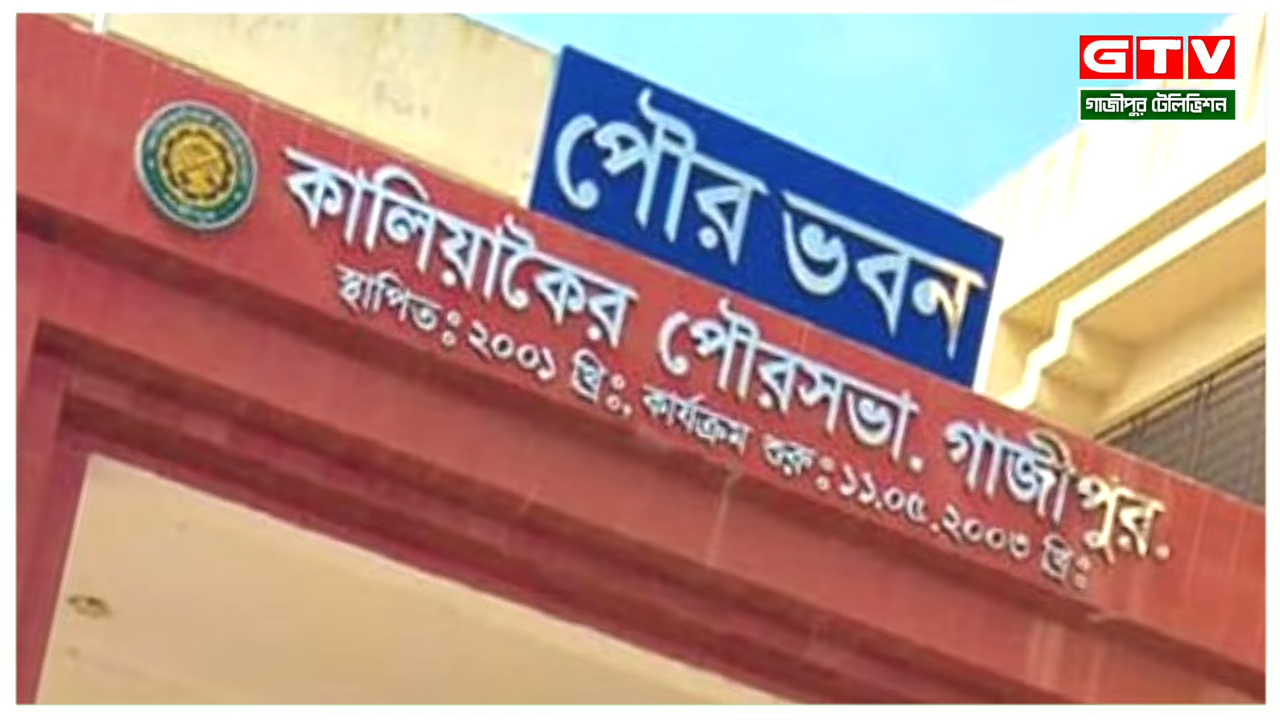 GTV
গাজীপুর টেলিভিশন
পৌর ভবন
কালিয়াকৈর পৌরসভা. গাজীপুর.
স্থাপিতঃ ২০০১ খ্রিঃ, কার্যক্রম শুরুঃ ১১.০৫.২০০৩ খ্রিঃ